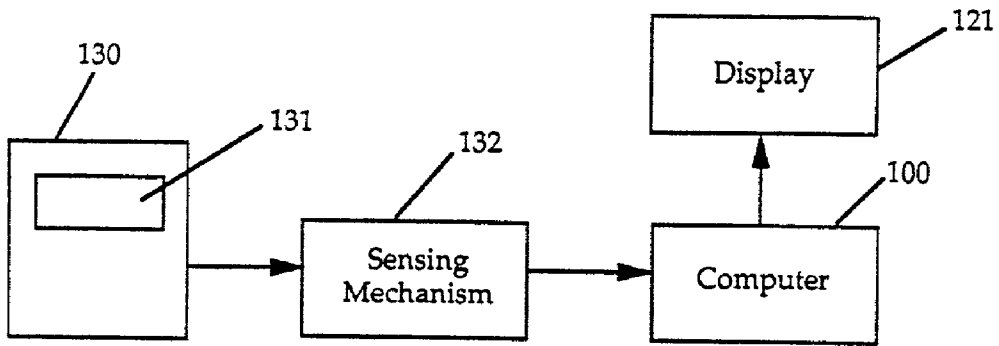 121
Display
130
131
132
100
Sensing
Mechanism
Computer